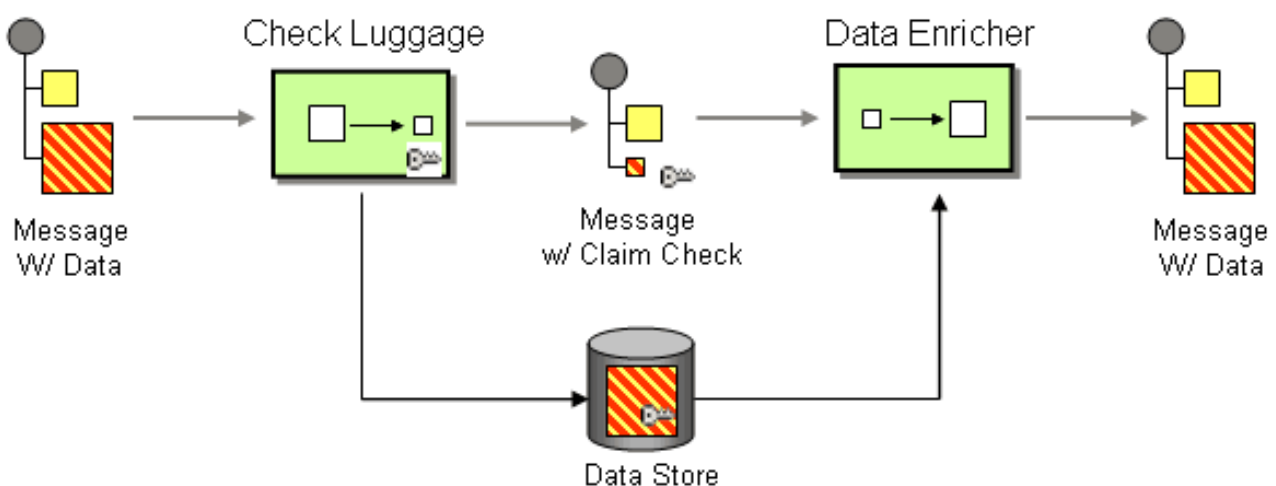 Check Luggage
Data Enricher
Message
W/ Data
Message
w/ Claim Check
Message
W/ Data
Data Store